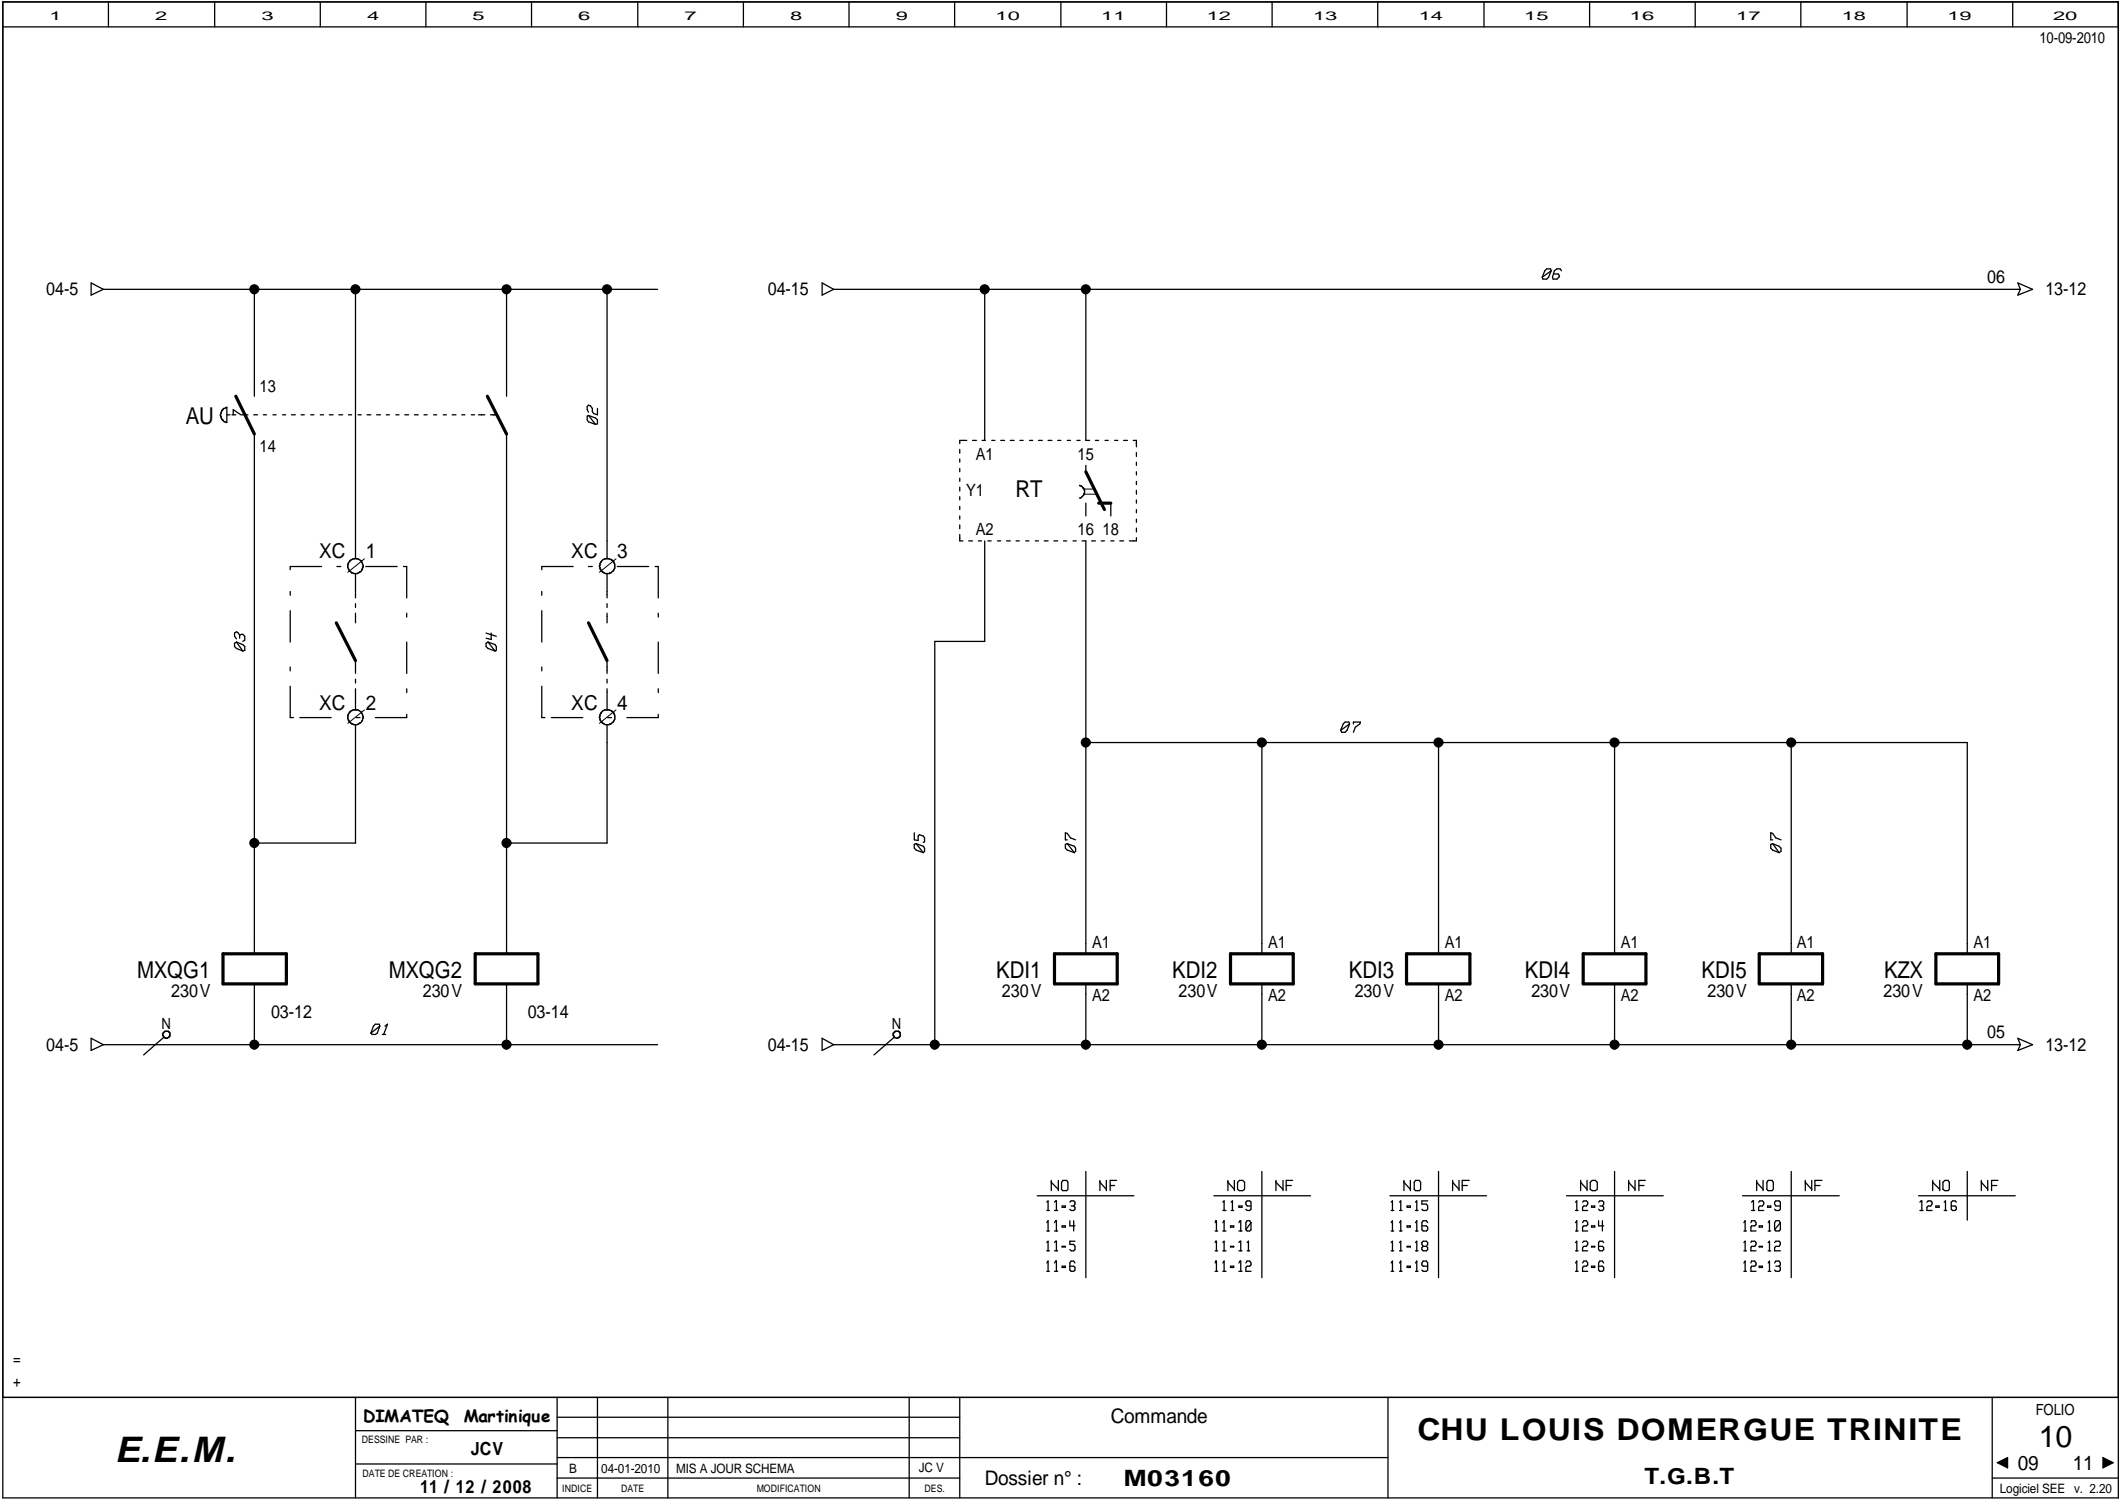 1 2 3 4 5 6 7 8 9 10 11 12 13 14 15 16 17 18 19 20
10-09-2010
04-5
04-15
06
06
13-12
13
AU
14
02
A1 15
Y1 RT
A2 16 18
XC 1
XC 3
03
04
XC 2
XC 4
07
05
07
07
MXQG1
230V
03-12
MXQG2
230V
03-14
A1
KDI1
230V
A2
A1
KDI2
230V
A2
A1
KDI3
230V
A2
A1
KDI4
230V
A2
A1
KDI5
230V
A2
A1
KZX
230V
A2
04-5
N
01
04-15
N
05
13-12
NO NF
11-3
11-4
11-5
11-6
NO NF
11-9
11-10
11-11
11-12
NO NF
11-15
11-16
11-18
11-19
NO NF
12-3
12-4
12-6
12-6
NO NF
12-9
12-10
12-12
12-13
NO NF
12-16
=
+
E.E.M.
DIMATEQ Martinique
DESSINE PAR :
JCV
DATE DE CREATION :
11 / 12 / 2008
B 04-01-2010 MIS A JOUR SCHEMA JC V
INDICE DATE MODIFICATION DES.
Commande
Dossier n° : M03160
CHU LOUIS DOMERGUE TRINITE
T.G.B.T
FOLIO
10
◄ 09 11 ►
Logiciel SEE v. 2.20